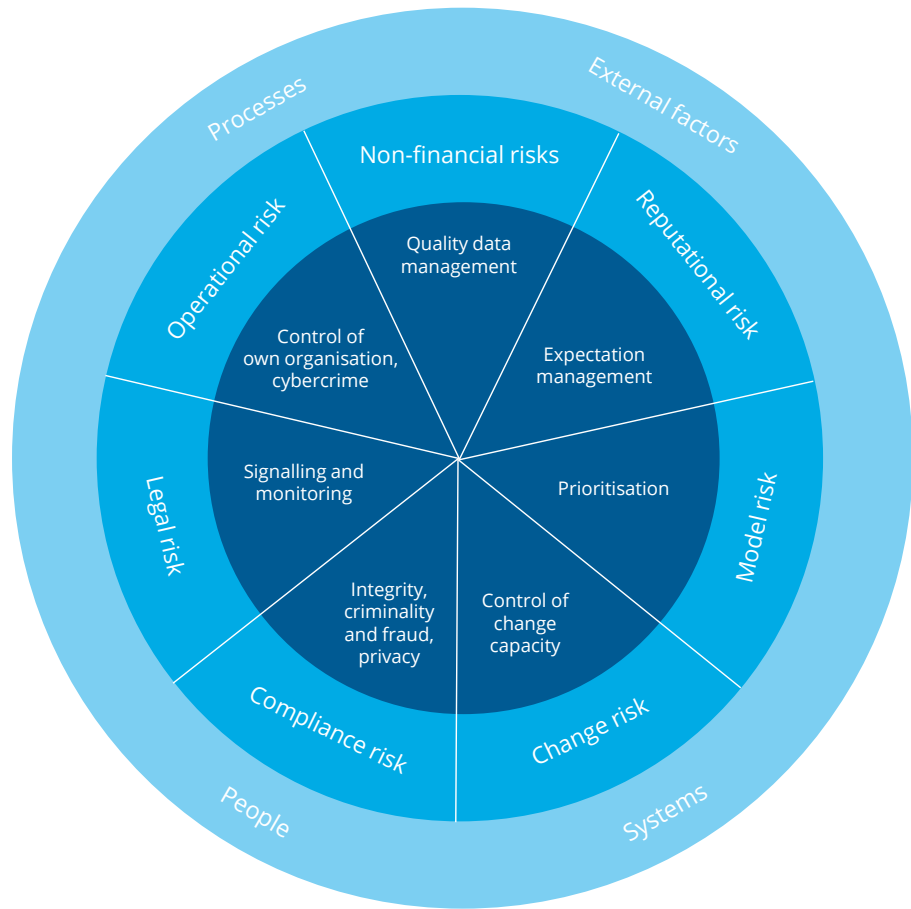 Processes
External factors
Non-financial risks
Operational risk
Reputational risk
Quality data
management
Control of
own organisation,
cybercrime
Expectation
management
Signalling and
monitoring
Prioritisation
Legal risk
Model risk
Integrity,
criminality
and fraud,
privacy
Control of
change
capacity
Compliance risk
Change risk
People
Systems